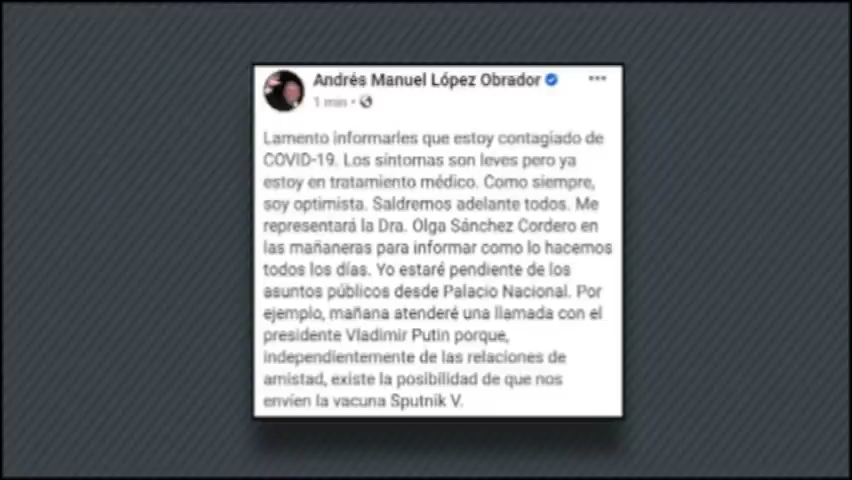 Andrés Manuel López Obrador
1 min
Lamento informarles que estoy contagiado de
COVID-19. Los síntomas son leves pero ya
estoy en tratamiento médico. Como siempre,
soy optimista. Saldremos adelante todos. Me
representará la Dra. Olga Sánchez Cordero en
las mañaneras para informar como lo hacemos
todos los días. Yo estaré pendiente de los
asuntos públicos desde Palacio Nacional. Por
ejemplo, mañana atenderé una llamada con el
presidente Vladimir Putin porque,
independientemente de las relaciones de
amistad, existe la posibilidad de que nos
envíen la vacuna Sputnik V.